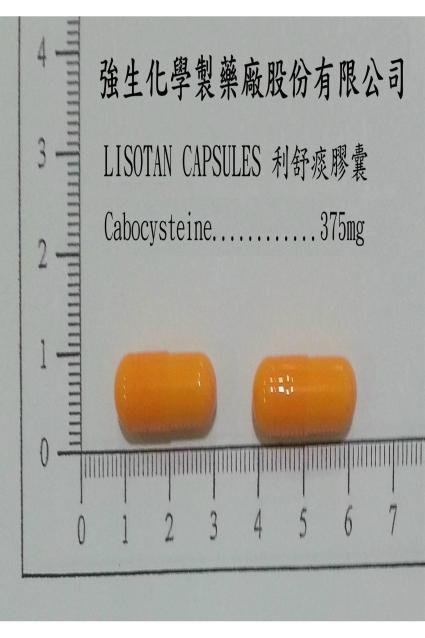 強生化學製藥廠股份有限公司
LISOTAN CAPSULES 利舒痰膠囊
Cabocysteine............375mg
4
3
2
1
0
0 1 2 3 4 5 6 7